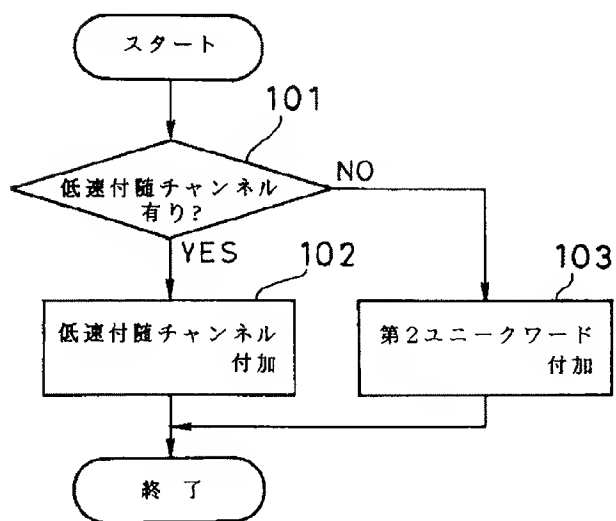 スタート
101
低速付随チャンネル
有り?
NO
YES
102
103
低速付随チャンネル
付加
第2ユニークワード
付加
終了